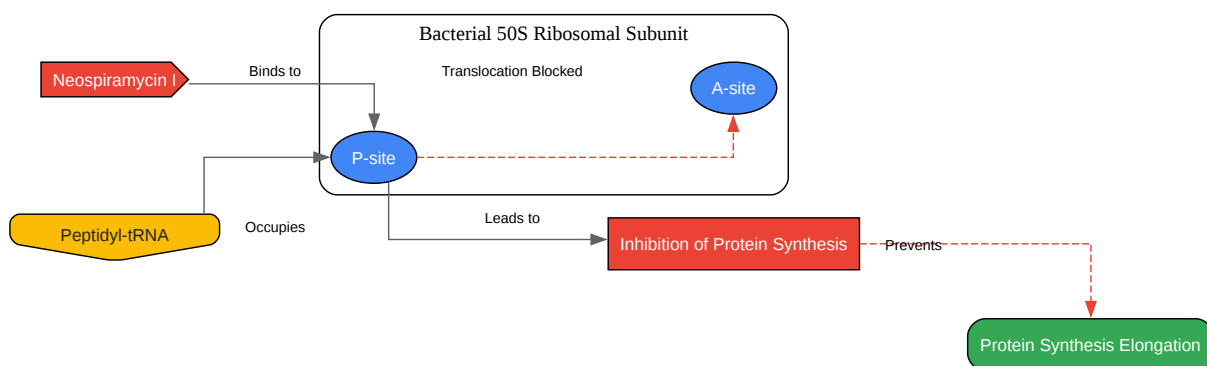 Bacterial 50S Ribosomal Subunit
Neospiramycin I
Binds to
Translocation Blocked
A-site
P-site
Peptidyl-tRNA
Occupies
Leads to
Inhibition of Protein Synthesis
Prevents
Protein Synthesis Elongation